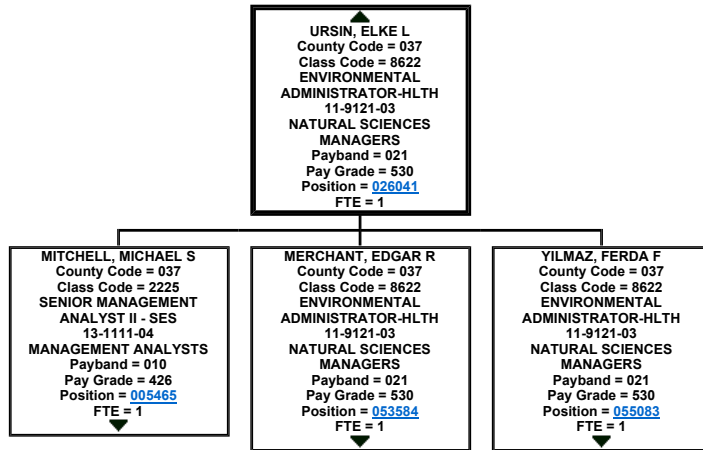 URSIN, ELKE L
County Code = 037
Class Code = 8622
ENVIRONMENTAL
ADMINISTRATOR-HLTH
11-9121-03
NATURAL SCIENCES
MANAGERS
Payband = 021
Pay Grade = 530
Position = 026041
FTE = 1
MITCHELL, MICHAEL S
County Code = 037
Class Code = 2225
SENIOR MANAGEMENT
ANALYST II - SES
13-1111-04
MANAGEMENT ANALYSTS
Payband = 010
Pay Grade = 426
Position = 005465
FTE = 1
MERCHANT, EDGAR R
County Code = 037
Class Code = 8622
ENVIRONMENTAL
ADMINISTRATOR-HLTH
11-9121-03
NATURAL SCIENCES
MANAGERS
Payband = 021
Pay Grade = 530
Position = 053584
FTE = 1
YILMAZ, FERDA F
County Code = 037
Class Code = 8622
ENVIRONMENTAL
ADMINISTRATOR-HLTH
11-9121-03
NATURAL SCIENCES
MANAGERS
Payband = 021
Pay Grade = 530
Position = 055083
FTE = 1